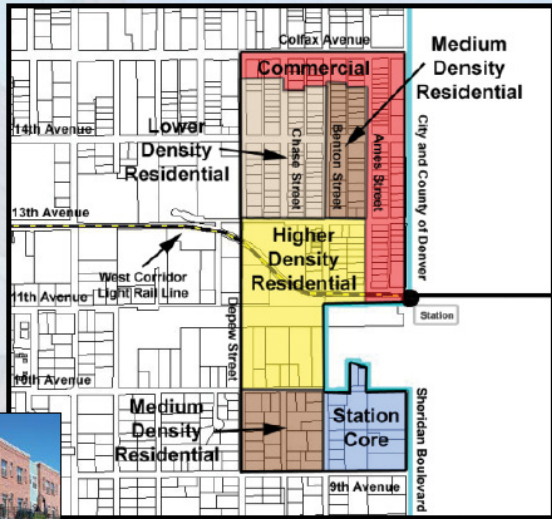 Colfax Avenue
Commercial
Medium
Density
Residential
14th Avenue
Lower
Density
Residential
Chase Street
Benton Street
Ames Street
City and County of Denver
13th Avenue
Higher
Density
Residential
West Corridor
Light Rail Line
11th Avenue
Depew Street
Station
10th Avenue
Medium
Density
Residential
Station
Core
Sheridan Boulevard
9th Avenue